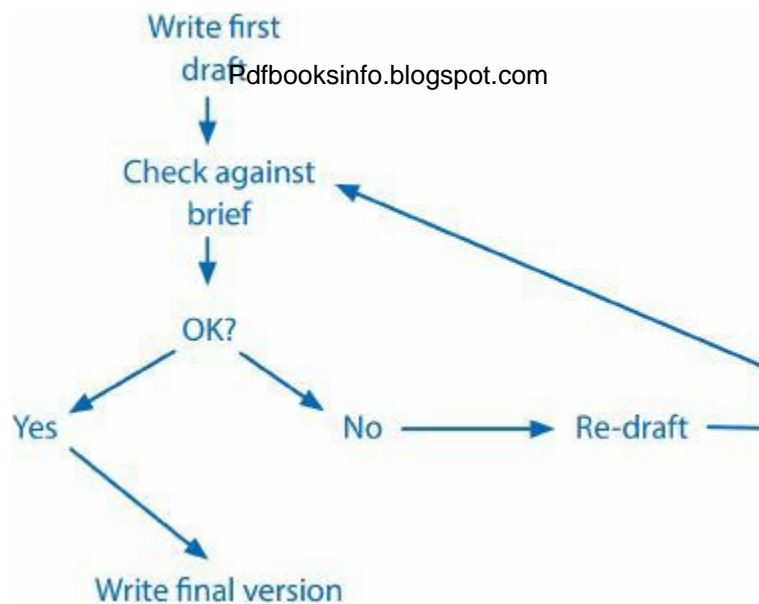 Write first
draft
Pdfbooksinfo.blogspot.com
Check against
brief
OK?
Yes
No
Re-draft
Write final version